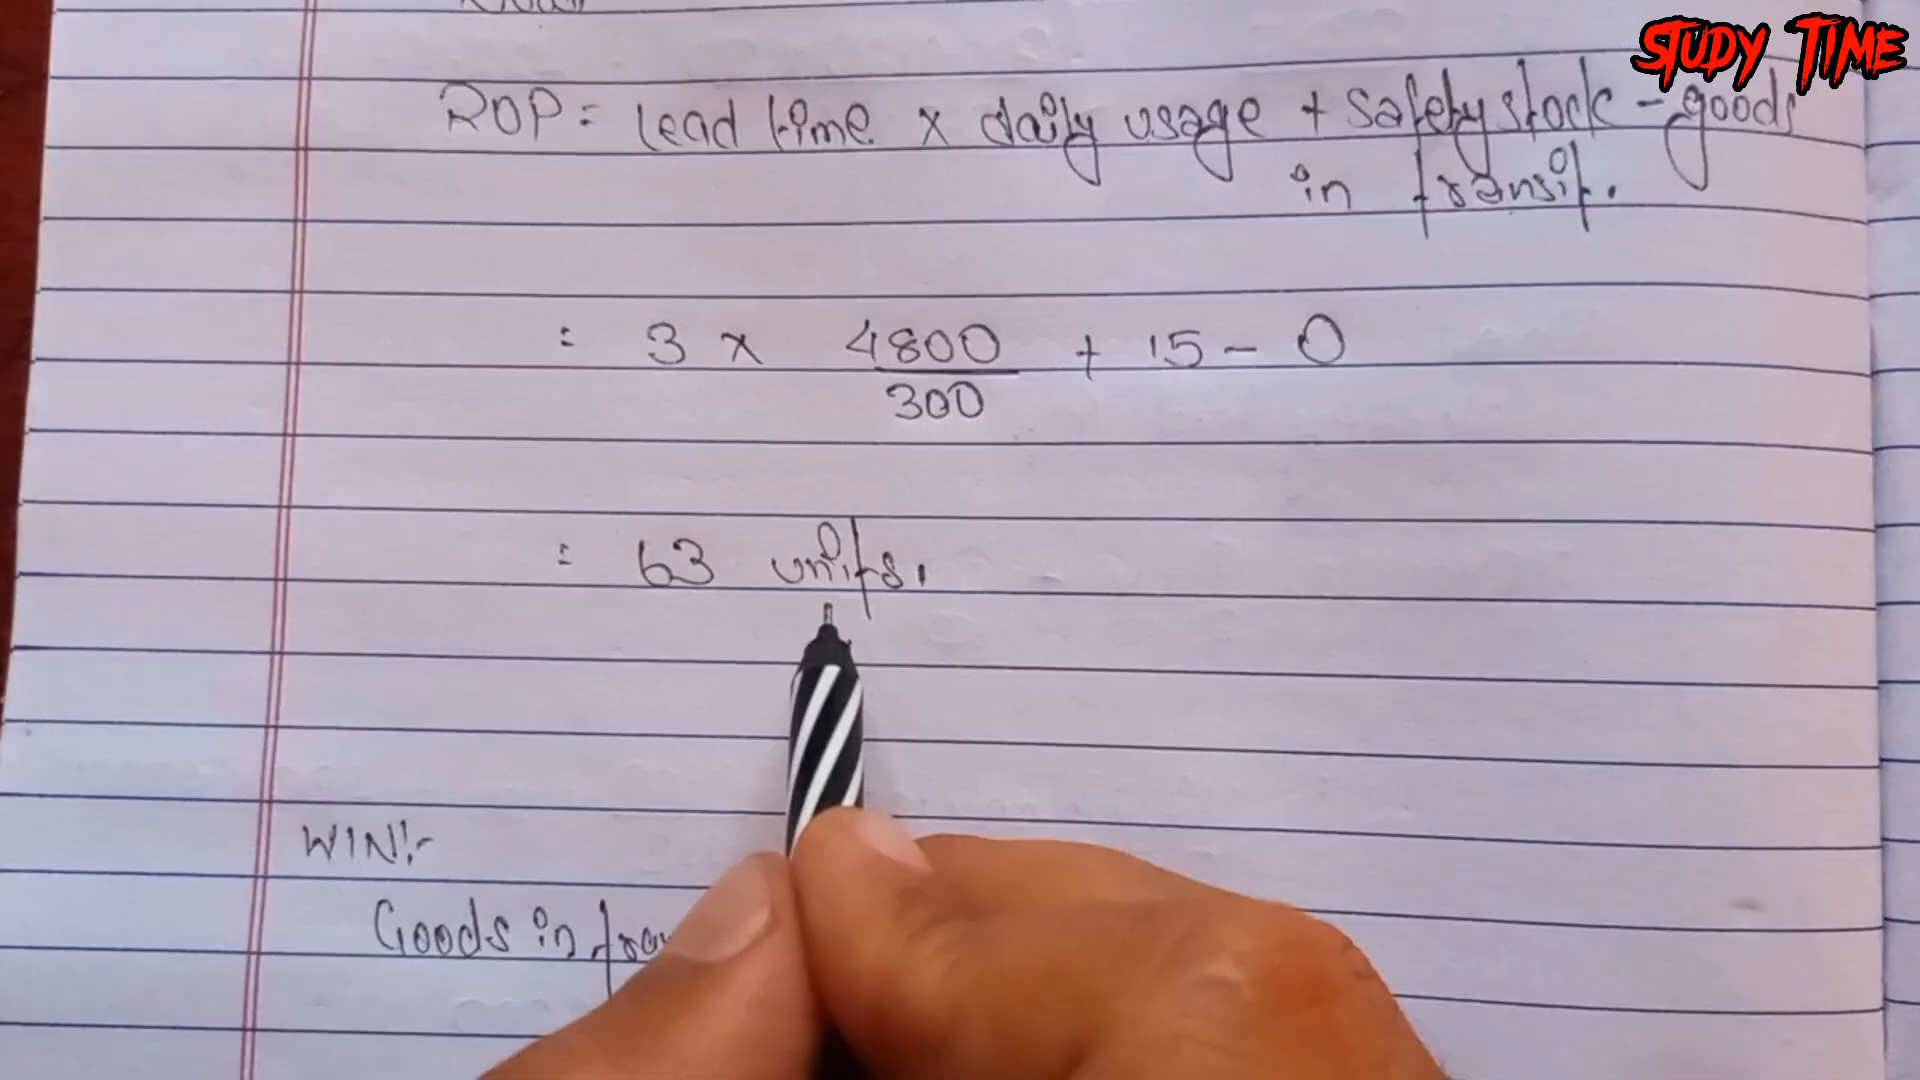 STUDY TIME
ROP = lead time x daily usage + safety stock - goods
in transit.
= 3 x 4800 + 15 - 0
300
= 63 units.
WIN:-
Goods in